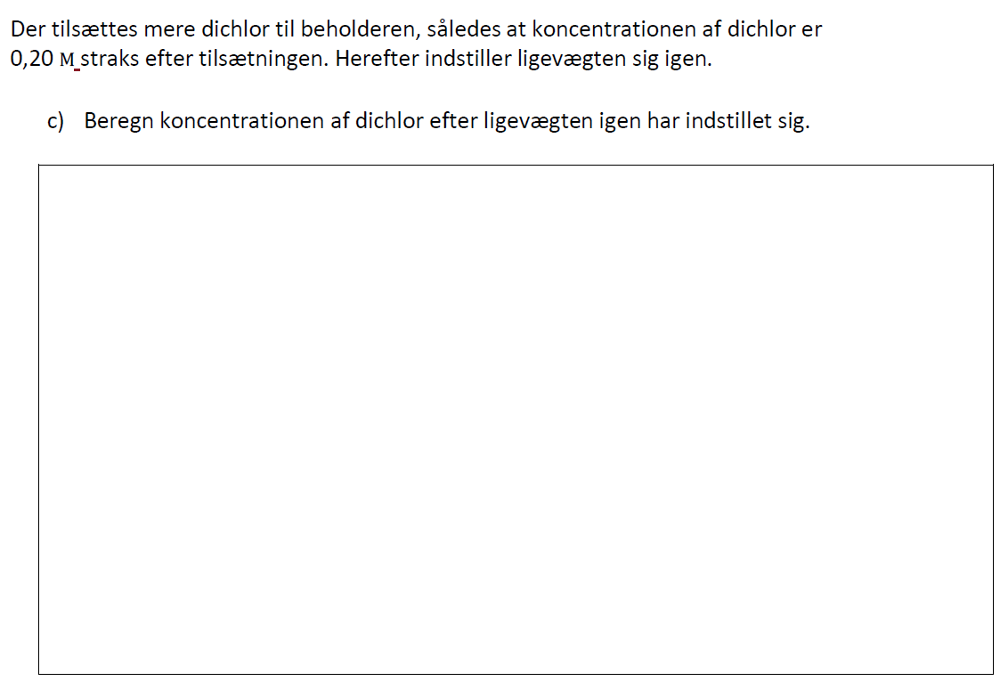 Der tilsættes mere dichlor til beholderen, således at koncentrationen af dichlor er
0,20 M straks efter tilsætningen. Herefter indstiller ligevægten sig igen.
c) Beregn koncentrationen af dichlor efter ligevægten igen har indstillet sig.